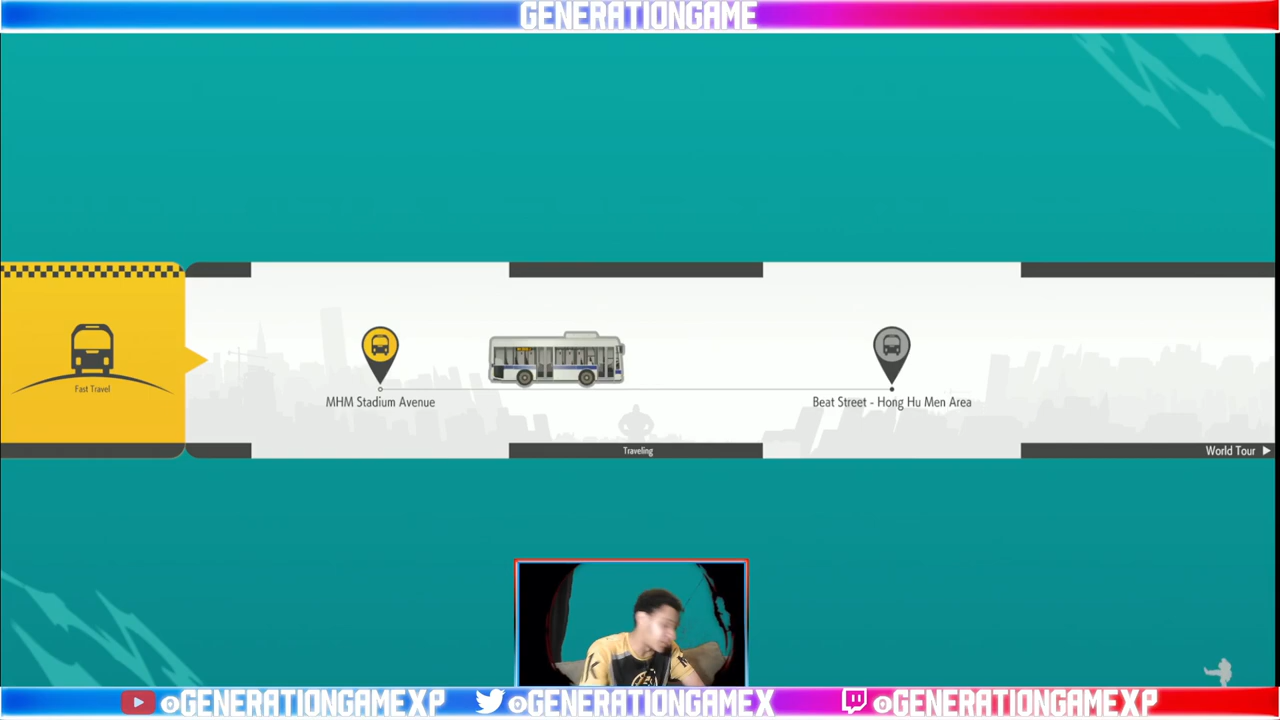 GENERATIONGAME
Fast Travel
MHM Stadium Avenue
Beat Street - Hong Hu Men Area
Traveling
World Tour
@GENERATIONGAMEXP
@GENERATIONGAMEX
@GENERATIONGAMEXP